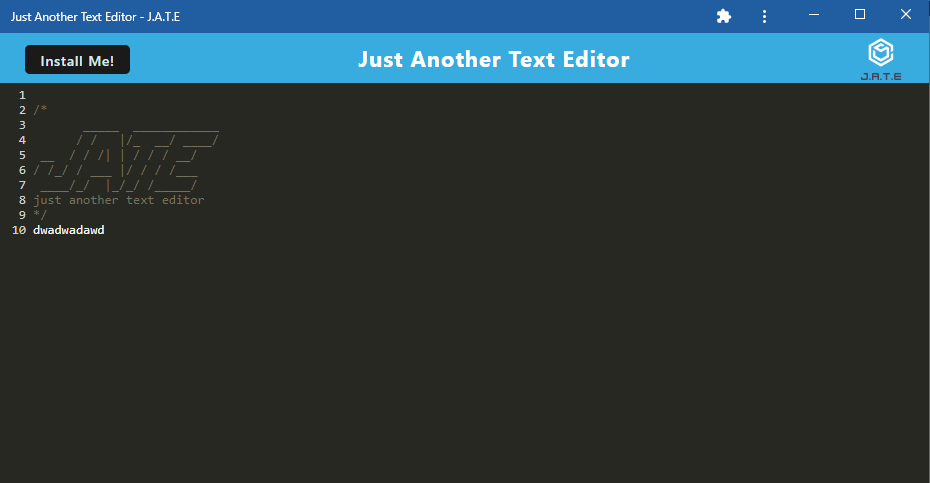 Just Another Text Editor - J.A.T.E
Install Me!
Just Another Text Editor
J.A.T.E
1
2 /*
3        _____  ____________
4       / /   |/_  __/ ____/
5  __  / / /| | / / / __/
6 / /_/ / ___ |/ / / /___
7  ____/_/  |_/_/ /_____/
8 just another text editor
9 */
10 dwadwadawd